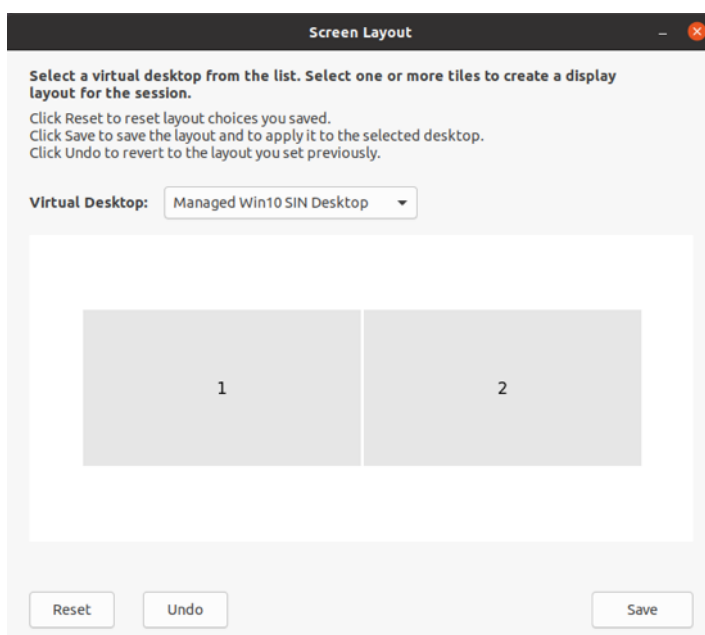 Screen Layout
Select a virtual desktop from the list. Select one or more tiles to create a display
layout for the session.
Click Reset to reset layout choices you saved.
Click Save to save the layout and to apply it to the selected desktop.
Click Undo to revert to the layout you set previously.
Virtual Desktop: Managed Win10 SIN Desktop
1 2
Reset Undo Save